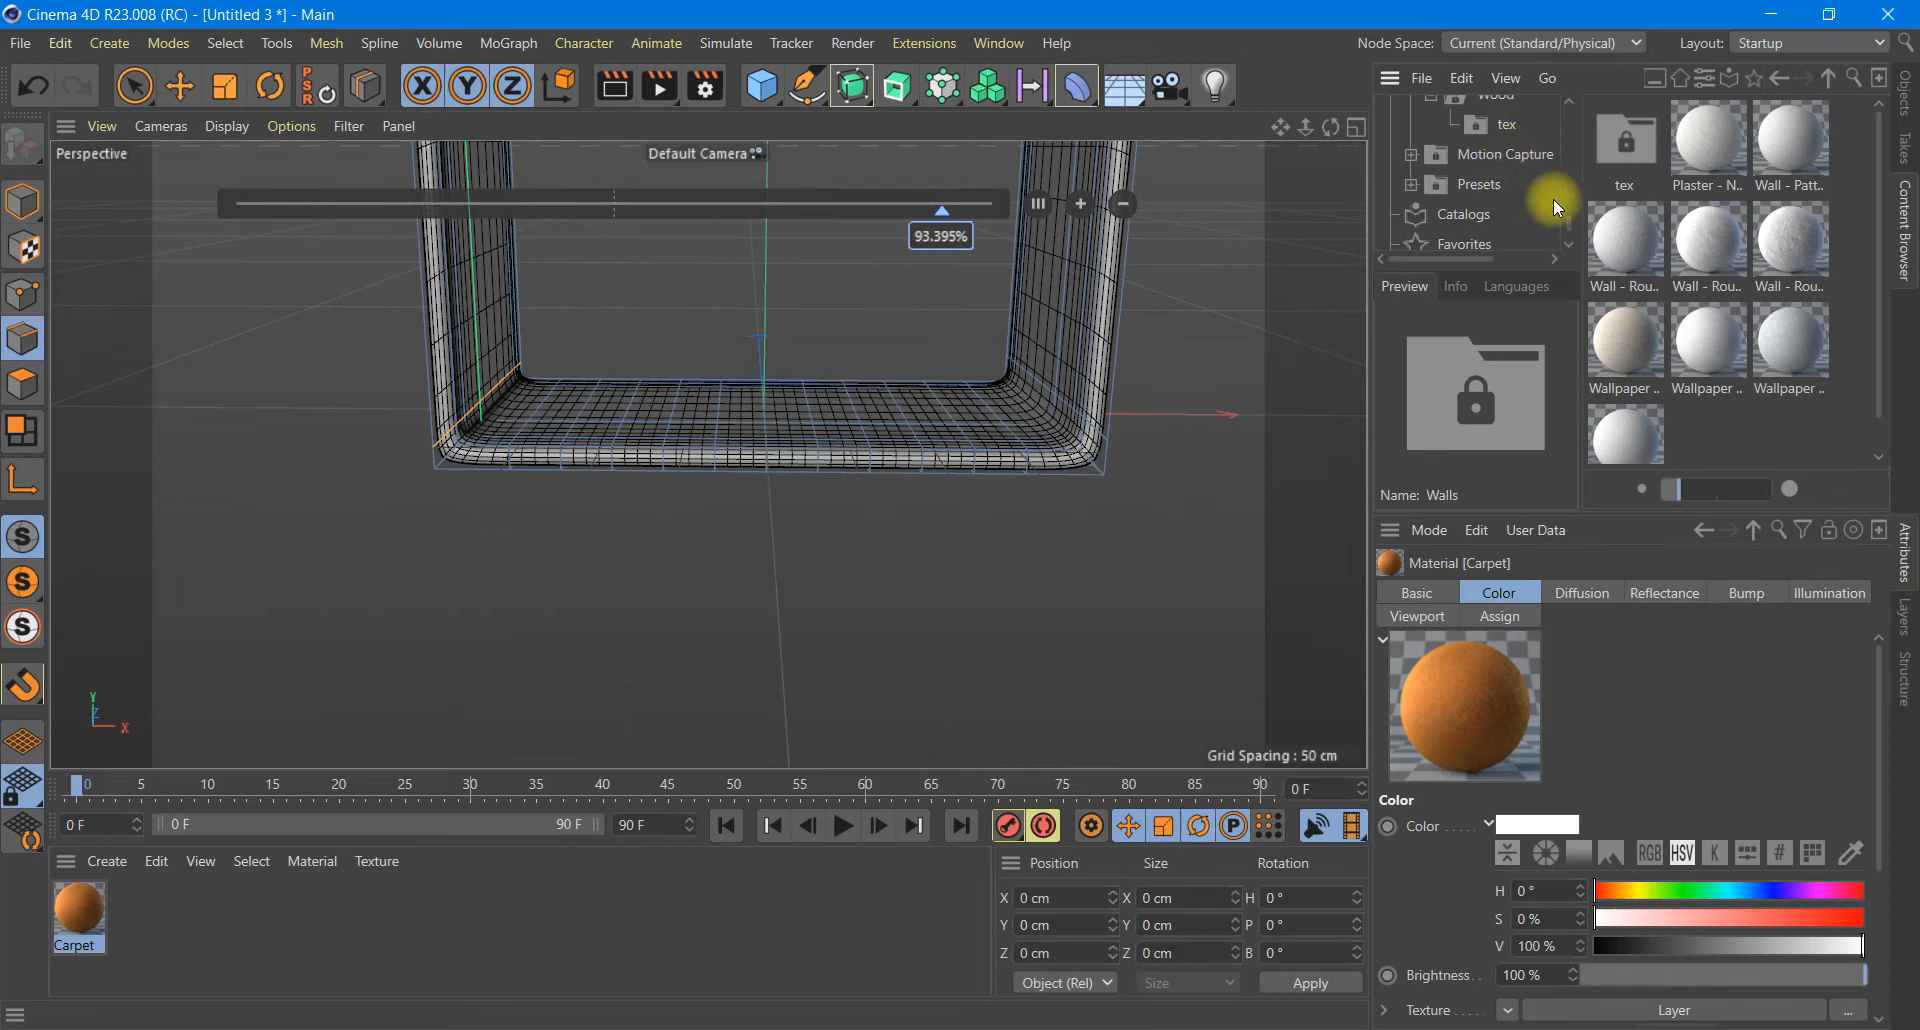 Cinema 4D R23.008 (RC) - [Untitled 3 *] - Main
File Edit Create Modes Select Tools Mesh Spline Volume MoGraph Character Animate Simulate Tracker Render Extensions Window Help
Node Space: Current (Standard/Physical) Layout: Startup
PSR X Y Z
File Edit View Go
View Cameras Display Options Filter Panel
Perspective
Default Camera
93.395%
Wood
tex
Motion Capture
Presets
Catalogs
Favorites
tex Plaster - N.. Wall - Patt..
Wall - Rou.. Wall - Rou.. Wall - Rou..
Wallpaper .. Wallpaper .. Wallpaper ..
Preview Info Languages
Name: Walls
Objects
Takes
Content Browser
Attributes
Layers
Structure
Mode Edit User Data
Material [Carpet]
Basic Color Diffusion Reflectance Bump Illumination
Viewport Assign
Color
Color . . . . .
RGB HSV K #
H 0 °
S 0 %
V 100 %
Brightness. . 100 %
Texture . . . . . Layer ...
S
S
S
Y
Z
X
Grid Spacing : 50 cm
0 5 10 15 20 25 30 35 40 45 50 55 60 65 70 75 80 85 90 0 F
0 F 0 F 90 F 90 F
P
Create Edit View Select Material Texture
Carpet
Position Size Rotation
X 0 cm X 0 cm H 0 °
Y 0 cm Y 0 cm P 0 °
Z 0 cm Z 0 cm B 0 °
Object (Rel) Size Apply